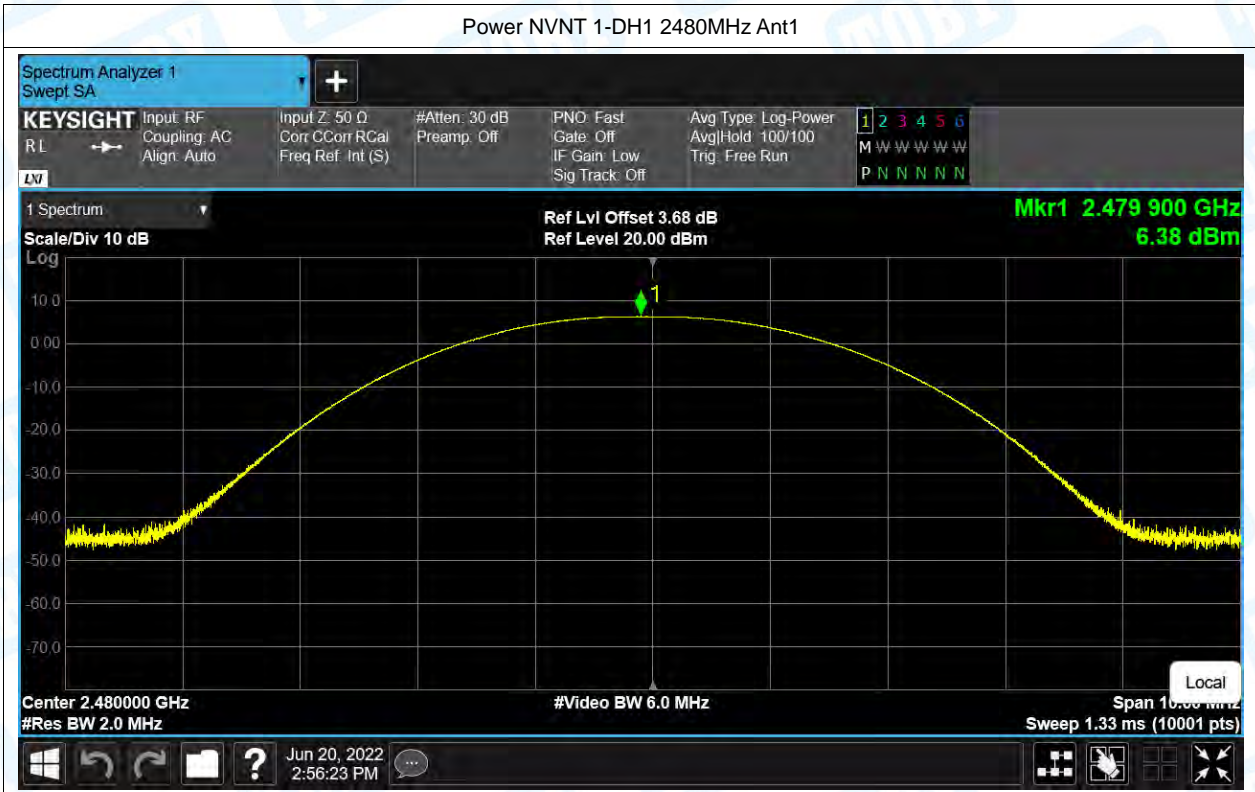 Power NVNT 1-DH1 2480MHz Ant1
Spectrum Analyzer 1
Swept SA
+
KEYSIGHT
RL
LXI
Input: RF
Coupling: AC
Align: Auto
Input Z: 50 Ω
Corr CCorr RCal
Freq Ref: Int (S)
#Atten: 30 dB
Preamp: Off
PNO: Fast
Gate: Off
IF Gain: Low
Sig Track: Off
Avg Type: Log-Power
Avg|Hold: 100/100
Trig: Free Run
1 2 3 4 5 6
M W W W W W W
P N N N N N
1 Spectrum
Scale/Div 10 dB
Ref Lvl Offset 3.68 dB
Ref Level 20.00 dBm
Mkr1 2.479 900 GHz
6.38 dBm
Log
1
10.0
0.00
-10.0
-20.0
-30.0
-40.0
-50.0
-60.0
-70.0
Local
Center 2.480000 GHz
#Video BW 6.0 MHz
Span 10.00 MHz
#Res BW 2.0 MHz
Sweep 1.33 ms (10001 pts)
?
Jun 20, 2022
2:56:23 PM